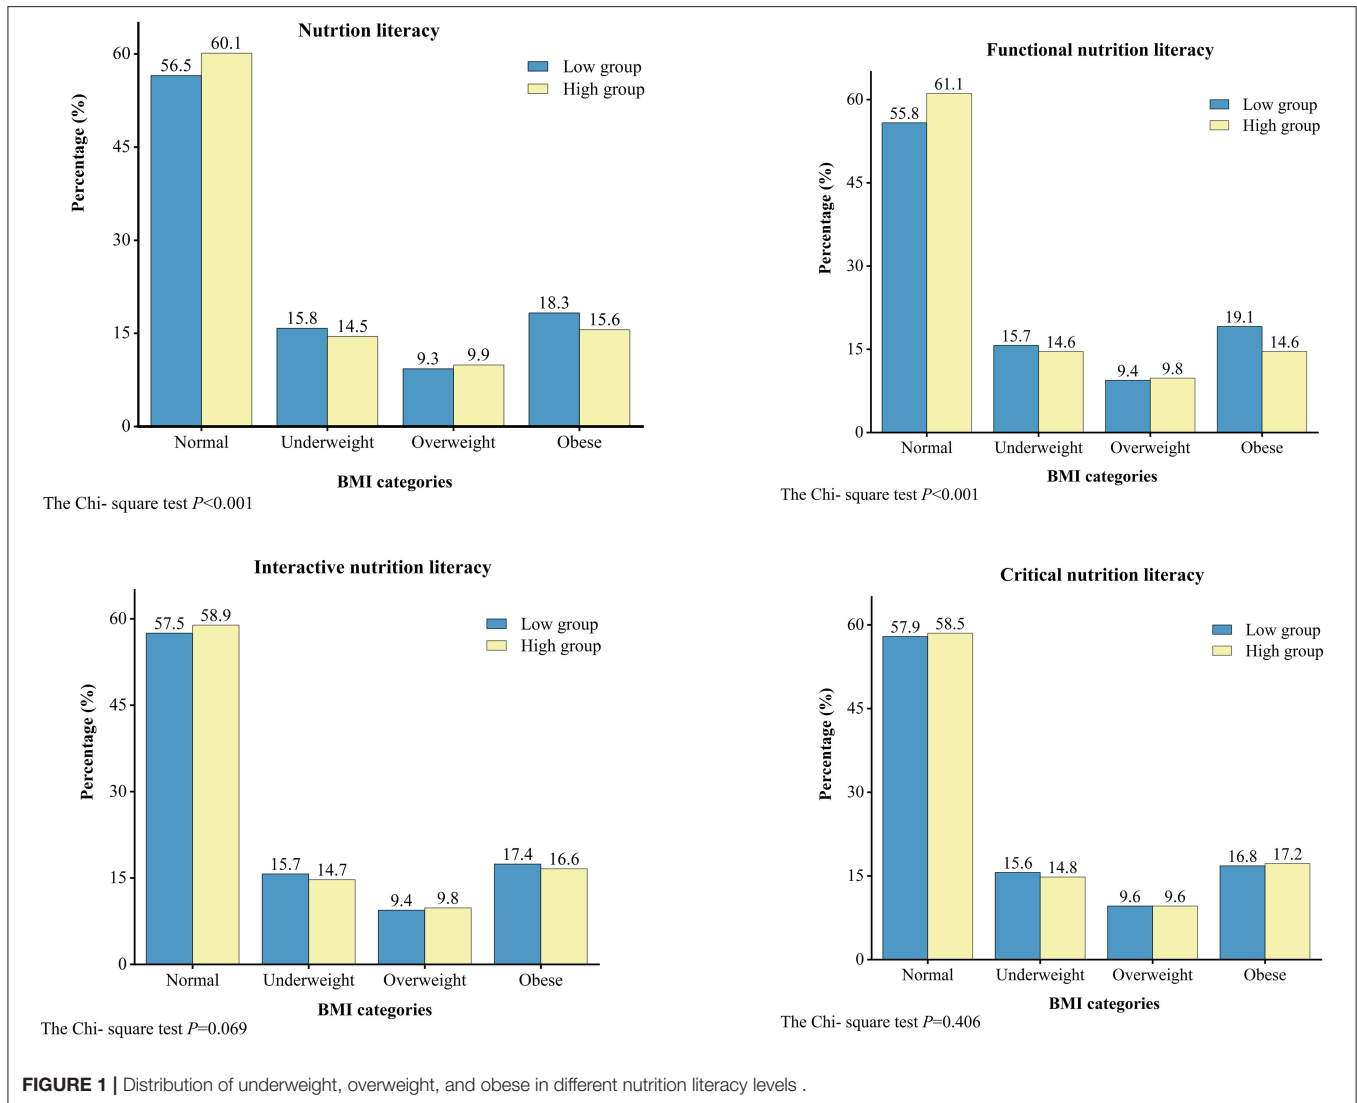 Nutrtion literacy
Low group
High group
Percentage (%)
60
45
30
15
0
56.5
60.1
15.8
14.5
9.3
9.9
18.3
15.6
Normal
Underweight
Overweight
Obese
BMI categories
The Chi- square test P<0.001
Functional nutrition literacy
Low group
High group
Percentage (%)
60
45
30
15
0
55.8
61.1
15.7
14.6
9.4
9.8
19.1
14.6
Normal
Underweight
Overweight
Obese
BMI categories
The Chi- square test P<0.001
Interactive nutrition literacy
Low group
High group
Percentage (%)
60
45
30
15
0
57.5
58.9
15.7
14.7
9.4
9.8
17.4
16.6
Normal
Underweight
Overweight
Obese
BMI categories
The Chi- square test P=0.069
Critical nutrition literacy
Low group
High group
Percentage (%)
60
45
30
15
0
57.9
58.5
15.6
14.8
9.6
9.6
16.8
17.2
Normal
Underweight
Overweight
Obese
BMI categories
The Chi- square test P=0.406
FIGURE 1 | Distribution of underweight, overweight, and obese in different nutrition literacy levels .